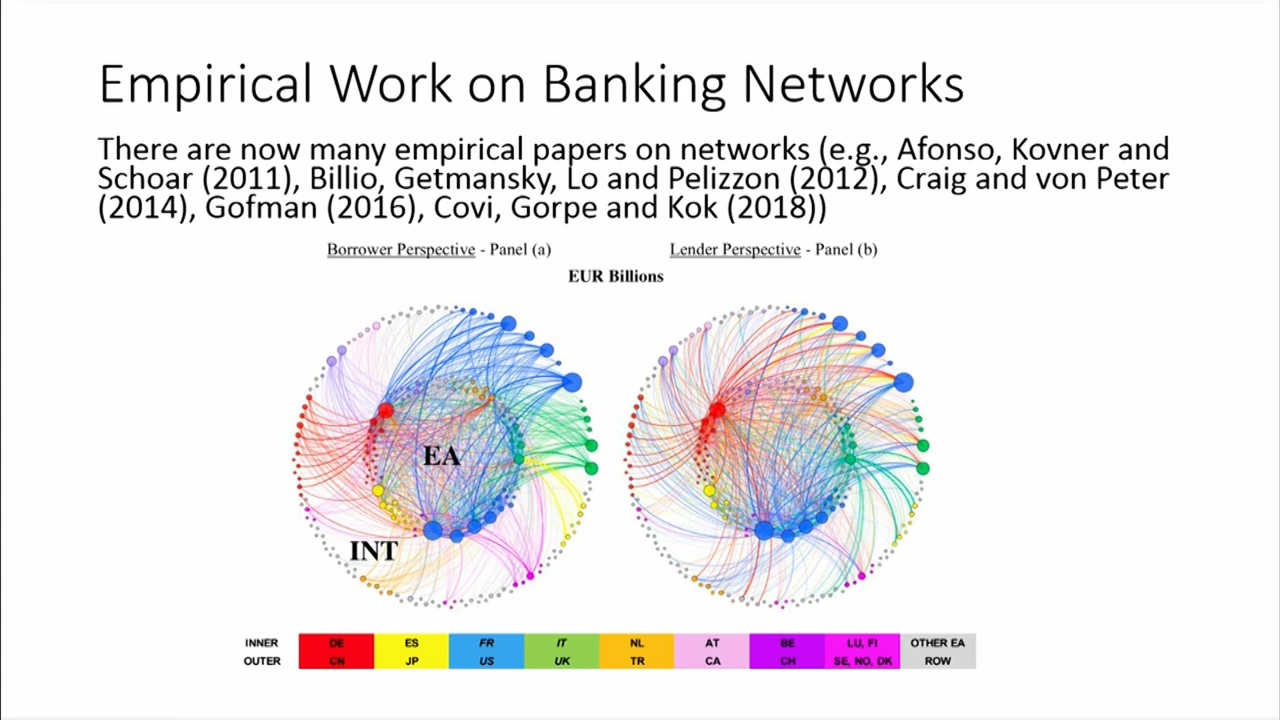 Empirical Work on Banking Networks
There are now many empirical papers on networks (e.g., Afonso, Kovner and
Schoar (2011), Billio, Getmansky, Lo and Pelizzon (2012), Craig and von Peter
(2014), Gofman (2016), Covi, Gorpe and Kok (2018))
Borrower Perspective - Panel (a) Lender Perspective - Panel (b)
EUR Billions
EA
INT
INNER DE ES FR IT NL AT BE LU, FI OTHER EA
OUTER CN JP US UK TR CA CH SE, NO, DK ROW